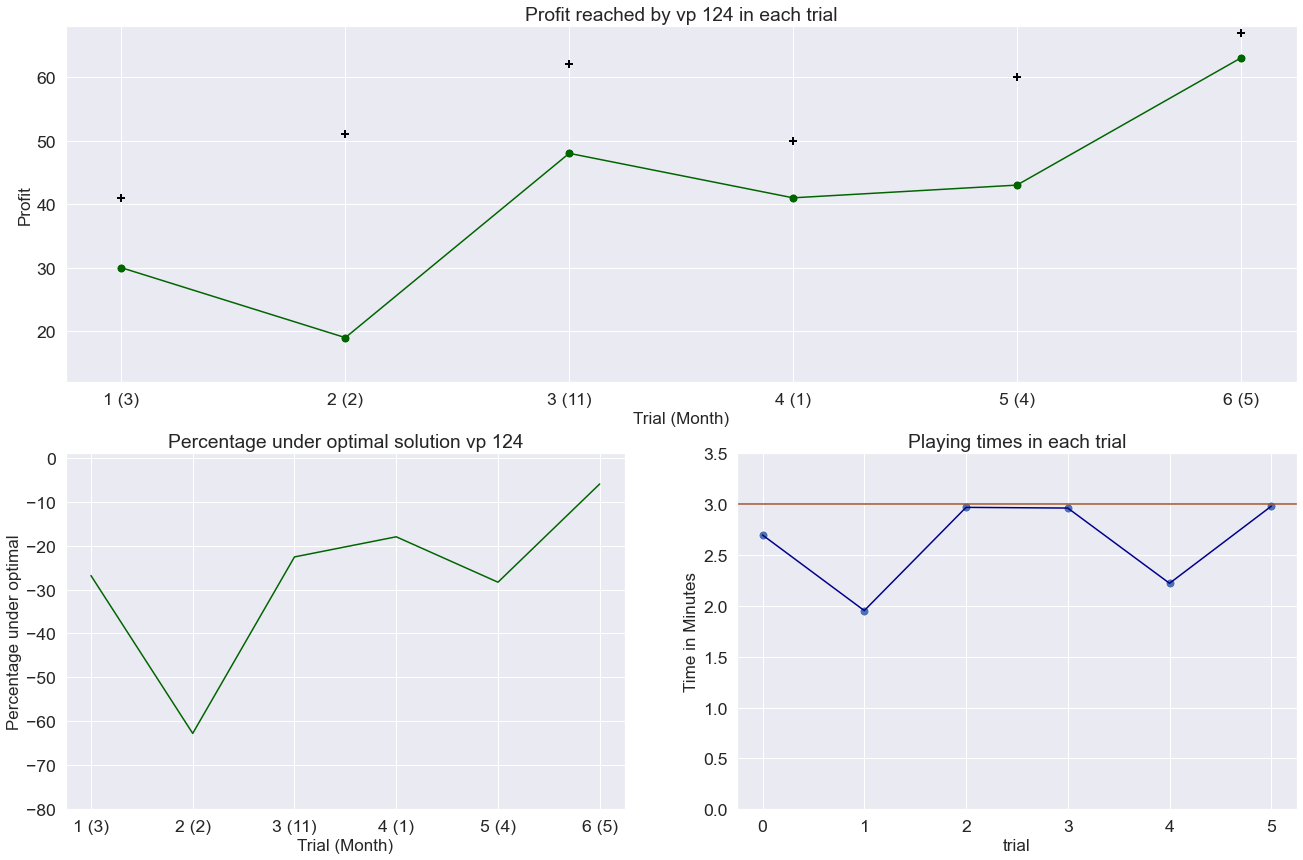 Profit reached by vp 124 in each trial
Profit
60
50
40
30
20
1 (3) 2 (2) 3 (11) 4 (1) 5 (4) 6 (5)
Trial (Month)
Percentage under optimal solution vp 124
Percentage under optimal
0
−10
−20
−30
−40
−50
−60
−70
−80
1 (3) 2 (2) 3 (11) 4 (1) 5 (4) 6 (5)
Trial (Month)
Playing times in each trial
Time in Minutes
3.5
3.0
2.5
2.0
1.5
1.0
0.5
0.0
0 1 2 3 4 5
trial